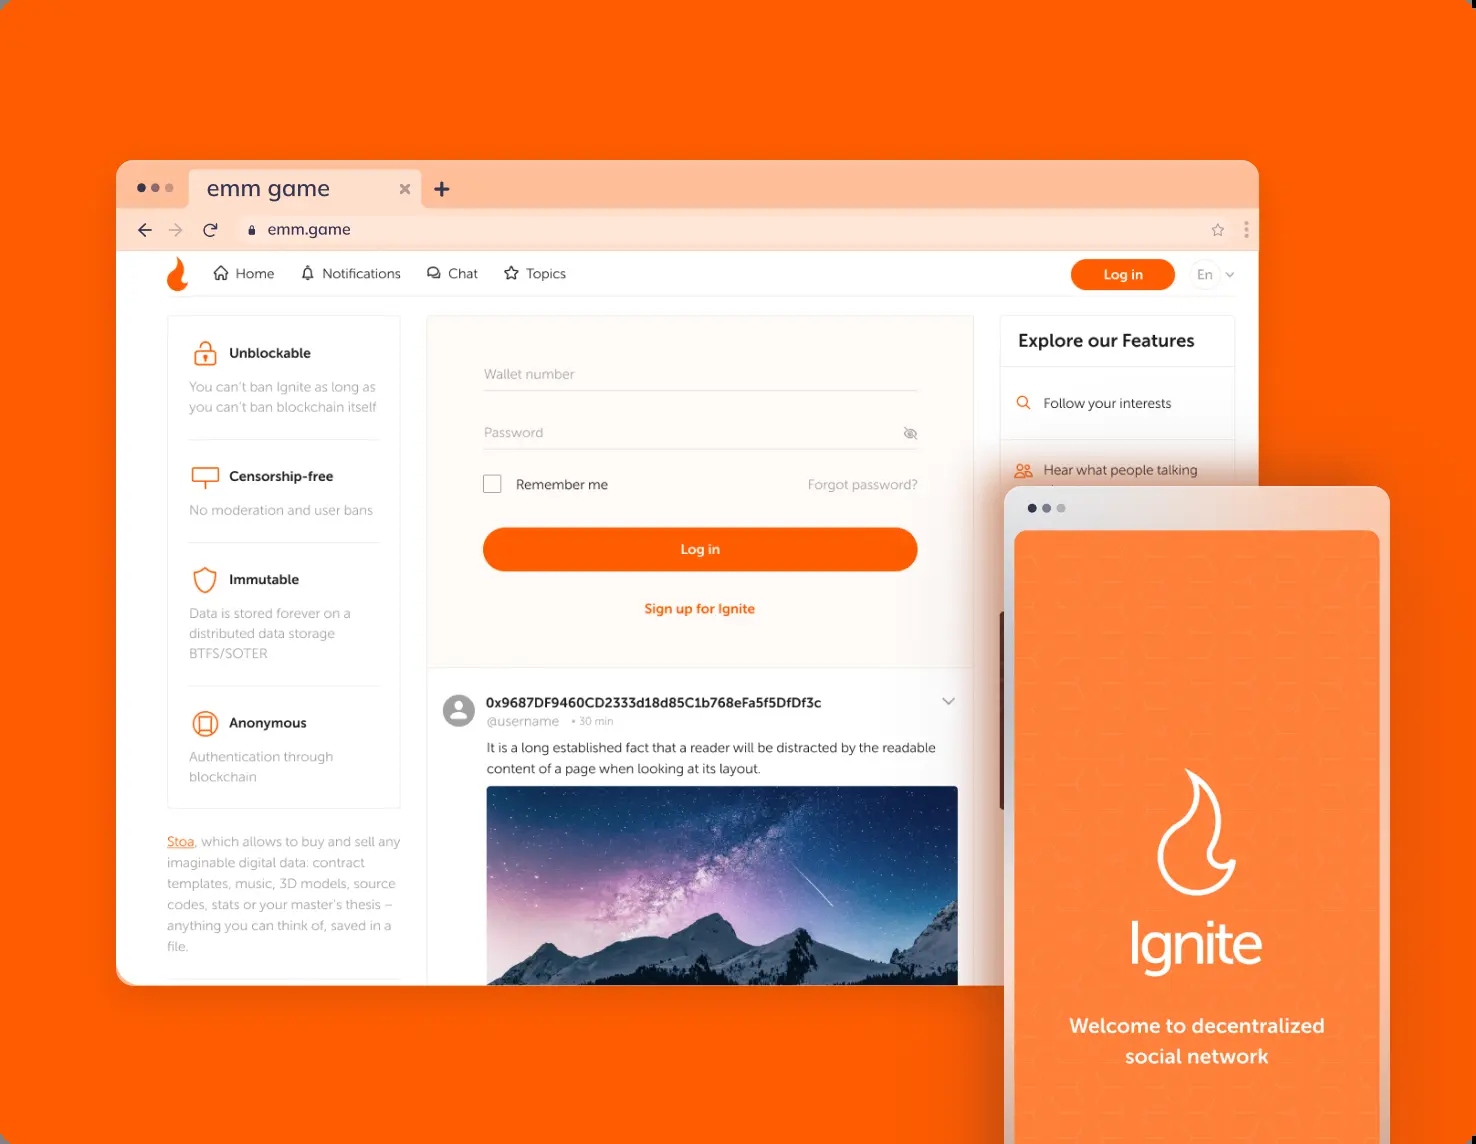 emm game
emm.game
Home
Notifications
Chat
Topics
Log in
En
Unblockable
You can't ban Ignite as long as
you can't ban blockchain itself
Censorship-free
No moderation and user bans
Immutable
Data is stored forever on a
distributed data storage
BTFS/SOTER
Anonymous
Authentication through
blockchain
Stoa, which allows to buy and sell any
imaginable digital data: contract
templates, music, 3D models, source
codes, stats or your master's thesis –
anything you can think of, saved in a
file.
Wallet number
Password
Remember me
Forgot password?
Log in
Sign up for Ignite
0x9687DF9460CD2333d18d85C1b768eFa5f5DfDf3c
@username • 30 min
It is a long established fact that a reader will be distracted by the readable
content of a page when looking at its layout.
Explore our Features
Follow your interests
Hear what people talking
Ignite
Welcome to decentralized
social network